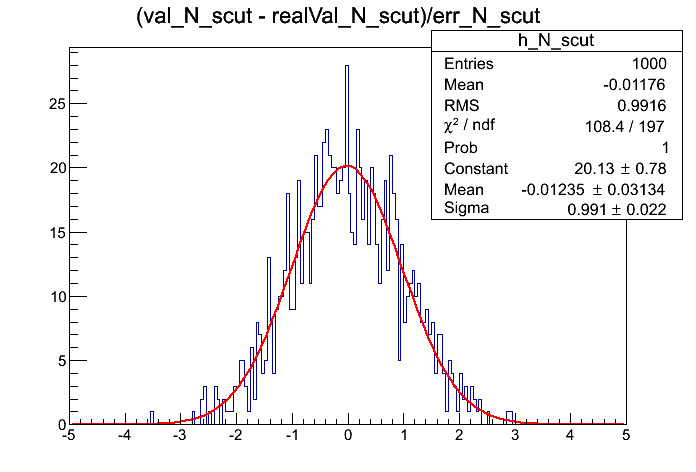 (val_N_scut - realVal_N_scut)/err_N_scut
h_N_scut
Entries 1000
Mean -0.01176
RMS 0.9916
χ² / ndf 108.4 / 197
Prob 1
Constant 20.13 ± 0.78
Mean -0.01235 ± 0.03134
Sigma 0.991 ± 0.022
25
20
15
10
5
0
-5 -4 -3 -2 -1 0 1 2 3 4 5